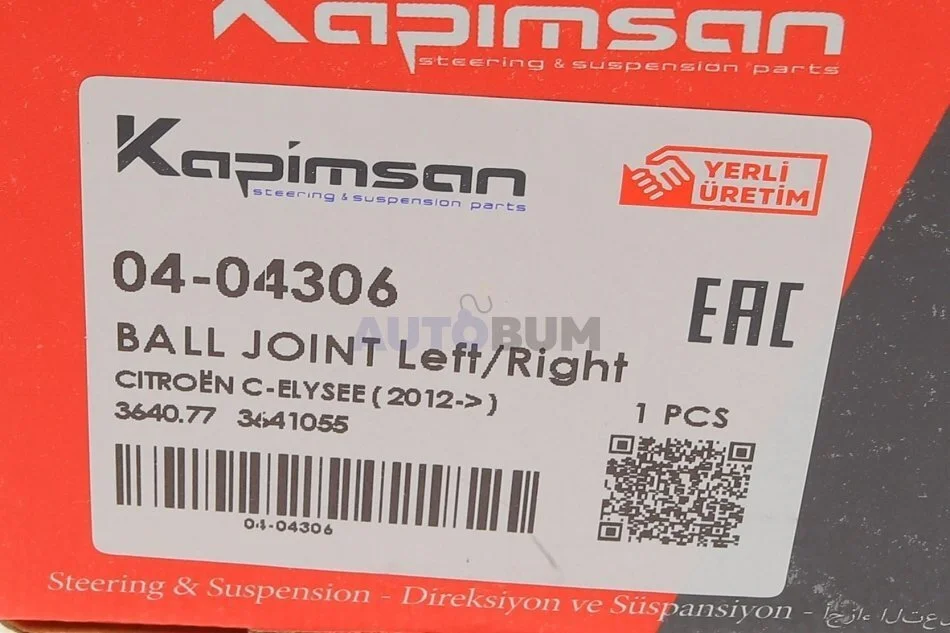 Kapimsan
steering & suspension parts
Kapimsan
steering & suspension parts
YERLİ
ÜRETİM
04-04306
EAC
AUTOBUM
BALL JOINT Left/Right
CITROËN C-ELYSEE ( 2012-> )
3640.77 3641055
1 PCS
04-04306
Steering & Suspension - Direksiyon ve Süspansiyon -